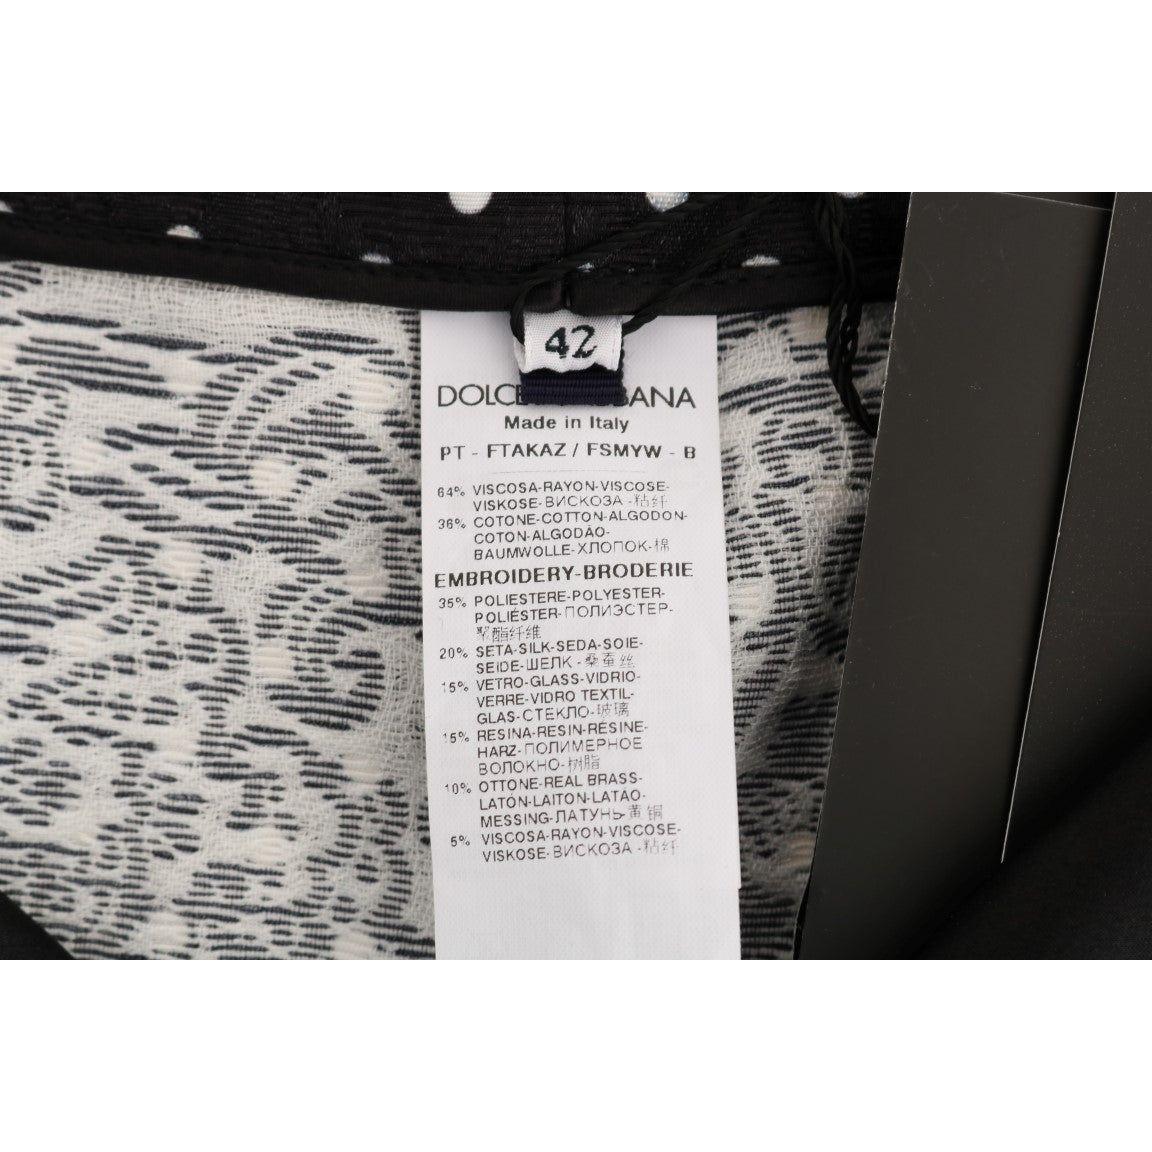 42
DOLCE BANA
Made in Italy
PT - FTAKAZ / FSMYW - B
64% VISCOSA-RAYON-VISCOSE-
VISKOSE-ВИСКОЗА-粘纤
36% COTONE-COTTON-ALGODON-
COTON-ALGODÃO-
BAUMWOLLE-ХЛОПОК-棉
EMBROIDERY-BRODERIE
35% POLIESTERE-POLYESTER-
POLIÉSTER-ПОЛИЭСТЕР-
聚酯纤维
20% SETA-SILK-SEDA-SOIE-
SEIDE-ШЕЛК-桑蚕丝
15% VETRO-GLASS-VIDRIO-
VERRE-VIDRO TEXTIL-
GLAS-СТЕКЛО-玻璃
15% RESINA-RESIN-RÉSINE-
HARZ-ПОЛИМЕРНОЕ
ВОЛОКНО-树脂
10% OTTONE-REAL BRASS-
LATÓN-LAITON-LATÃO-
MESSING-ЛАТУНЬ-黄铜
5% VISCOSA-RAYON-VISCOSE-
VISKOSE-ВИСКОЗА-粘纤